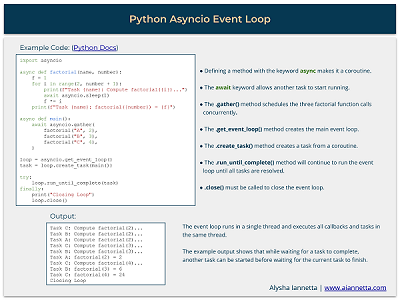 Python Asyncio Event Loop
Example Code: (Python Docs)
import asyncio
async def factorial(name, number):
f = 1
for i in range(2, number + 1):
print(f"Task {name}: Compute factorial({i})...")
await asyncio.sleep(1)
f *= i
print(f"Task {name}: factorial({number}) = {f}")
async def main():
await asyncio.gather(
factorial("A", 2),
factorial("B", 3),
factorial("C", 4),
)
loop = asyncio.get_event_loop()
task = loop.create_task(main())
try:
loop.run_until_complete(task)
finally:
print("Closing Loop")
loop.close()
● Defining a method with the keyword async makes it a coroutine.
● The await keyword allows another task to start running.
● The .gather() method schedules the three factorial function calls
concurrently.
● The .get_event_loop() method creates the main event loop.
● The .create_task() method creates a task from a coroutine.
● The .run_until_complete() method will continue to run the event
loop until all tasks are resolved.
● .close() must be called to close the event loop.
Output:
Task C: Compute factorial(2)...
Task A: Compute factorial(2)...
Task B: Compute factorial(2)...
Task C: Compute factorial(3)...
Task A: factorial(2) = 2
Task B: Compute factorial(3)...
Task C: Compute factorial(4)...
Task B: factorial(3) = 6
Task C: factorial(4) = 24
Closing Loop
The event loop runs in a single thread and executes all callbacks and tasks in
the same thread.
The example output shows that while waiting for a task to complete,
another task can be started before waiting for the current task to finish.
Alysha Iannetta | www.aiannetta.com